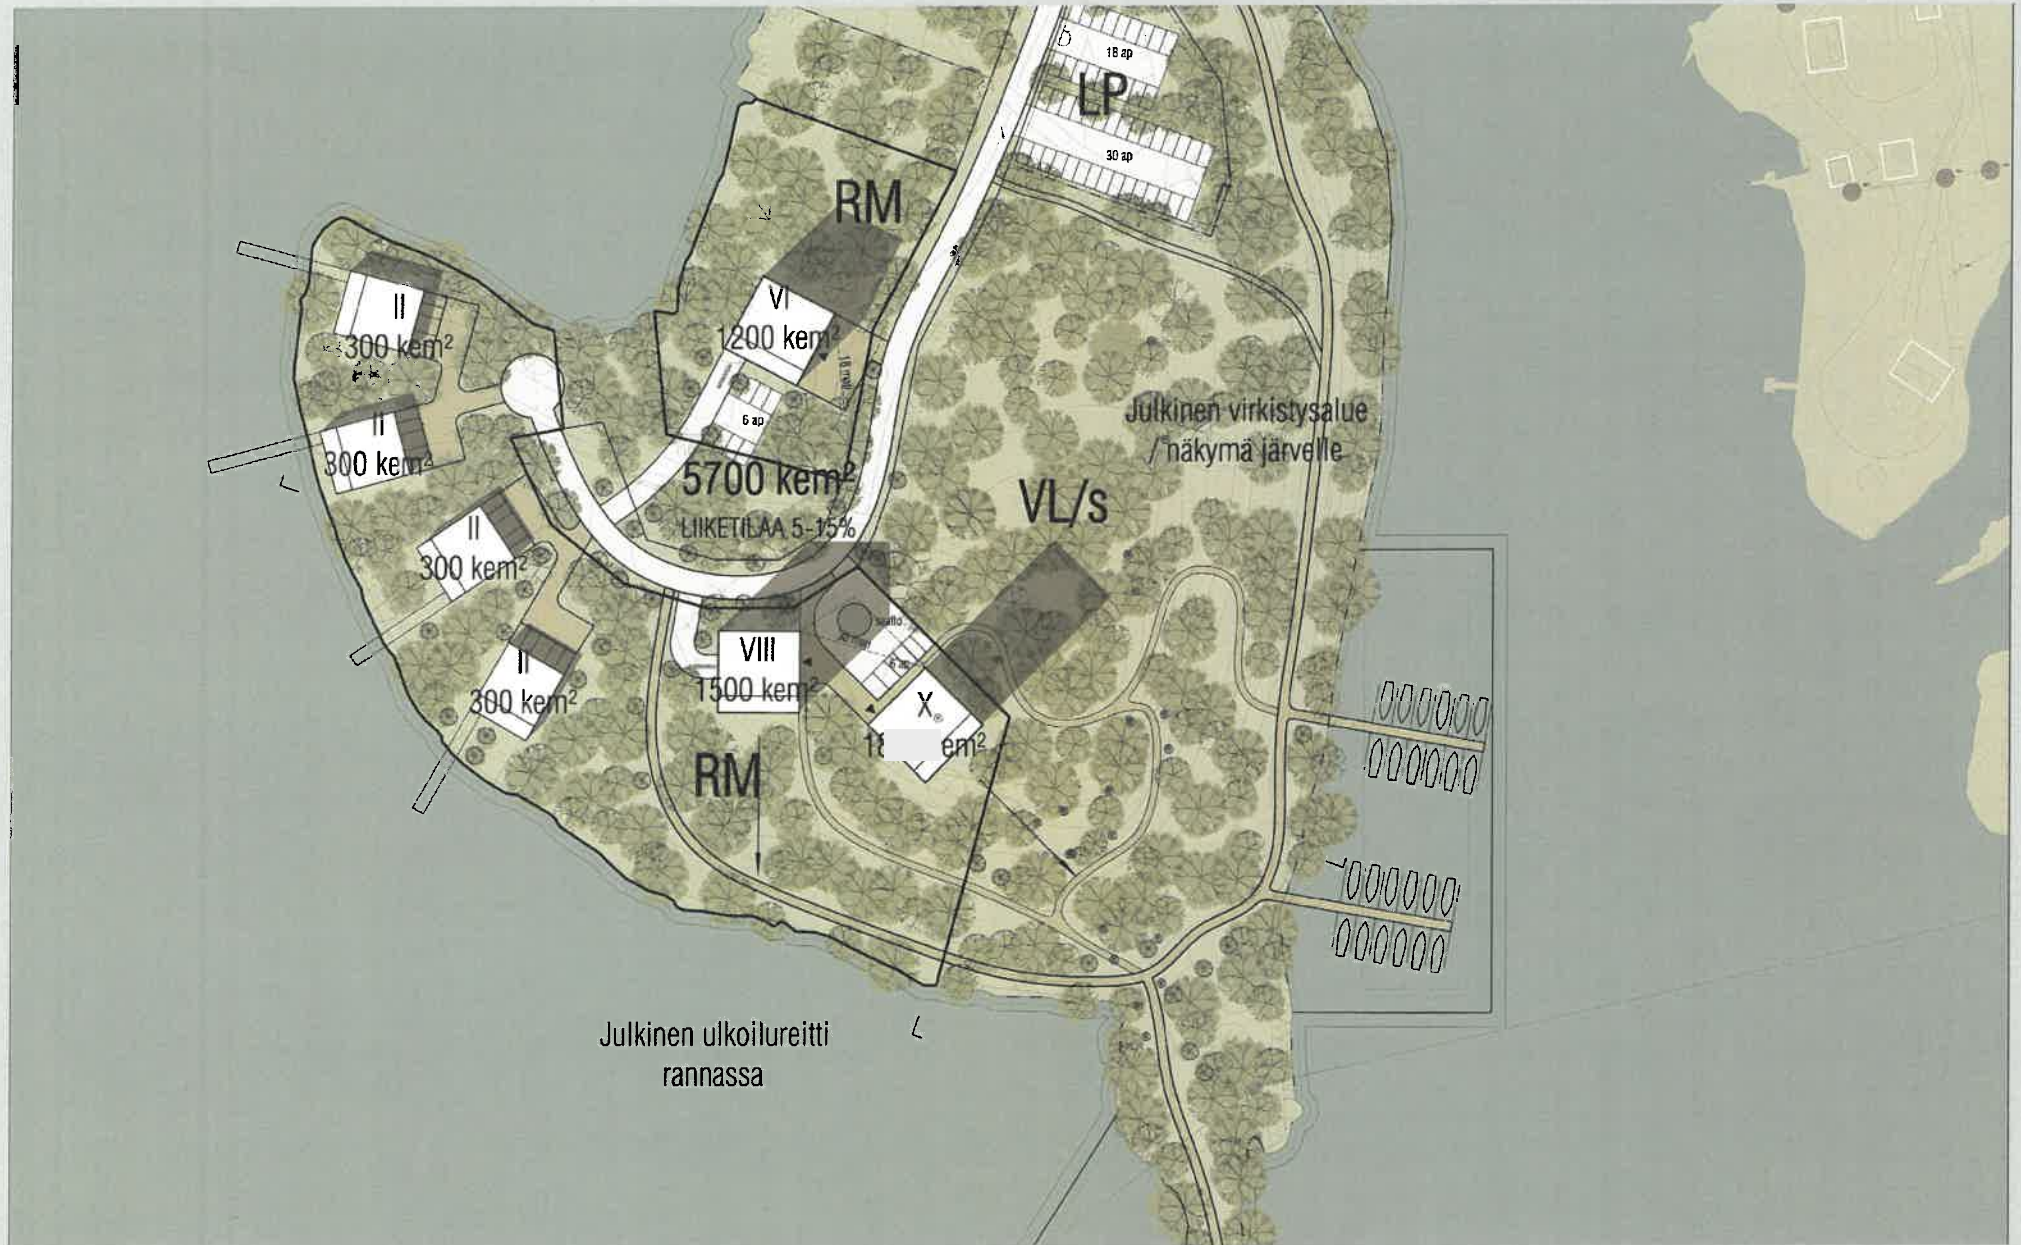 18 ap
LP
30 ap
RM
VI
1200 kem²
II
300 kem²
6 ap
II
300 kem²
Julkinen virkistysalue
/ näkymä järvelle
5700 kem²
LIIKETILAA 5-15%
VL/s
II
300 kem²
VIII
1500 kem²
II
300 kem²
X
RM
Julkinen ulkoilureitti
rannassa